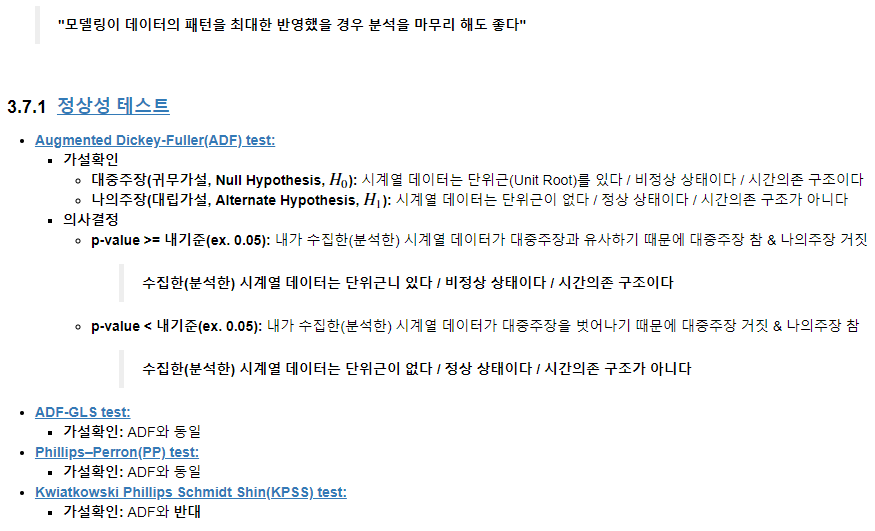 "모델링이 데이터의 패턴을 최대한 반영했을 경우 분석을 마무리 해도 좋다"
3.7.1 정상성 테스트
Augmented Dickey-Fuller(ADF) test:
가설확인
대중주장(귀무가설, Null Hypothesis, H0): 시계열 데이터는 단위근(Unit Root)를 있다 / 비정상 상태이다 / 시간의존 구조이다
나의주장(대립가설, Alternate Hypothesis, H1): 시계열 데이터는 단위근이 없다 / 정상 상태이다 / 시간의존 구조가 아니다
의사결정
p-value >= 내기준(ex. 0.05): 내가 수집한(분석한) 시계열 데이터가 대중주장과 유사하기 때문에 대중주장 참 & 나의주장 거짓
수집한(분석한) 시계열 데이터는 단위근니 있다 / 비정상 상태이다 / 시간의존 구조이다
p-value < 내기준(ex. 0.05): 내가 수집한(분석한) 시계열 데이터가 대중주장을 벗어나기 때문에 대중주장 거짓 & 나의주장 참
수집한(분석한) 시계열 데이터는 단위근이 없다 / 정상 상태이다 / 시간의존 구조가 아니다
ADF-GLS test:
가설확인: ADF와 동일
Phillips–Perron(PP) test:
가설확인: ADF와 동일
Kwiatkowski Phillips Schmidt Shin(KPSS) test:
가설확인: ADF와 반대